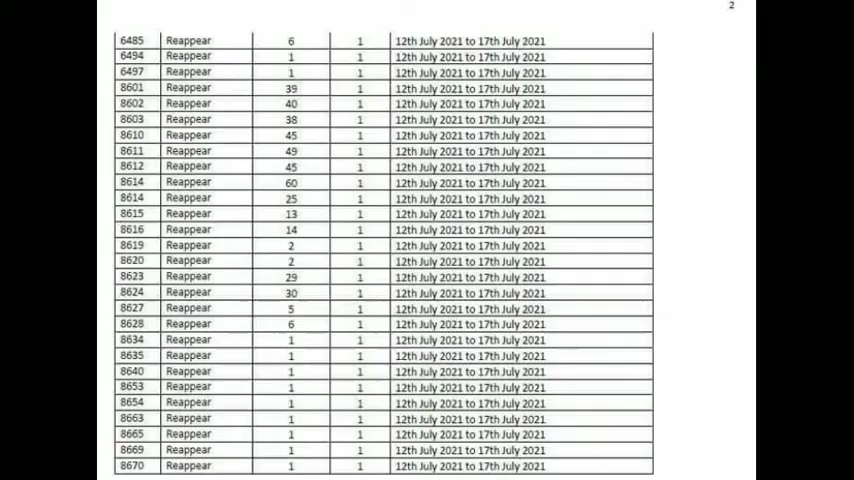 2
6485 Reappear 6 1 12th July 2021 to 17th July 2021
6494 Reappear 1 1 12th July 2021 to 17th July 2021
6497 Reappear 1 1 12th July 2021 to 17th July 2021
8601 Reappear 39 1 12th July 2021 to 17th July 2021
8602 Reappear 40 1 12th July 2021 to 17th July 2021
8603 Reappear 38 1 12th July 2021 to 17th July 2021
8610 Reappear 45 1 12th July 2021 to 17th July 2021
8611 Reappear 49 1 12th July 2021 to 17th July 2021
8612 Reappear 45 1 12th July 2021 to 17th July 2021
8614 Reappear 60 1 12th July 2021 to 17th July 2021
8614 Reappear 25 1 12th July 2021 to 17th July 2021
8615 Reappear 13 1 12th July 2021 to 17th July 2021
8616 Reappear 14 1 12th July 2021 to 17th July 2021
8619 Reappear 2 1 12th July 2021 to 17th July 2021
8620 Reappear 2 1 12th July 2021 to 17th July 2021
8623 Reappear 29 1 12th July 2021 to 17th July 2021
8624 Reappear 30 1 12th July 2021 to 17th July 2021
8627 Reappear 5 1 12th July 2021 to 17th July 2021
8628 Reappear 6 1 12th July 2021 to 17th July 2021
8634 Reappear 1 1 12th July 2021 to 17th July 2021
8635 Reappear 1 1 12th July 2021 to 17th July 2021
8640 Reappear 1 1 12th July 2021 to 17th July 2021
8653 Reappear 1 1 12th July 2021 to 17th July 2021
8654 Reappear 1 1 12th July 2021 to 17th July 2021
8663 Reappear 1 1 12th July 2021 to 17th July 2021
8665 Reappear 1 1 12th July 2021 to 17th July 2021
8669 Reappear 1 1 12th July 2021 to 17th July 2021
8670 Reappear 1 1 12th July 2021 to 17th July 2021